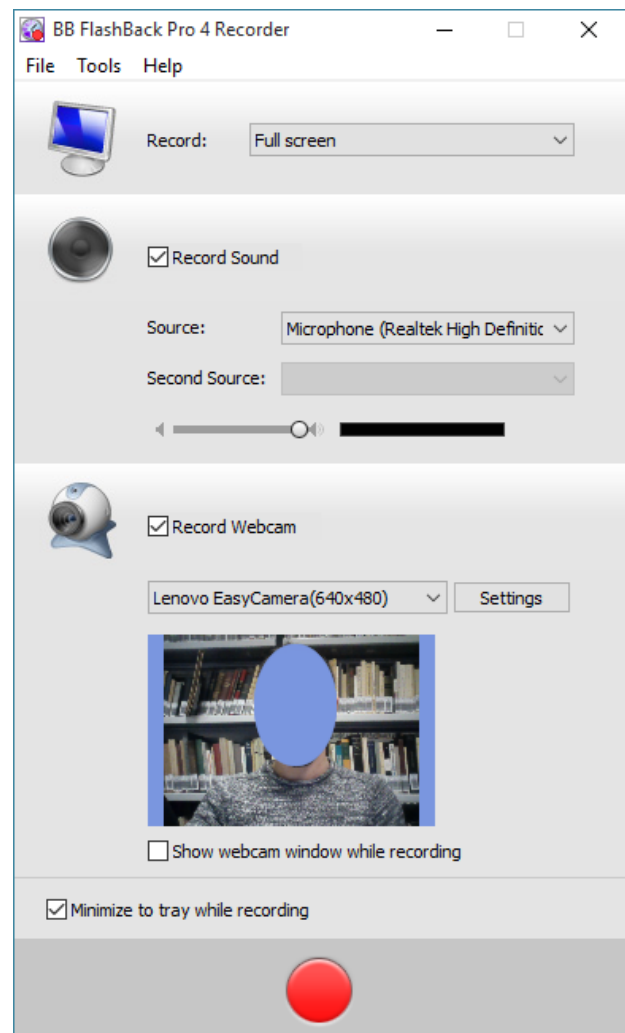 BB FlashBack Pro 4 Recorder
File Tools Help
Record: Full screen
Record Sound
Source: Microphone (Realtek High Definitic
Second Source:
Record Webcam
Lenovo EasyCamera(640x480) Settings
Show webcam window while recording
Minimize to tray while recording